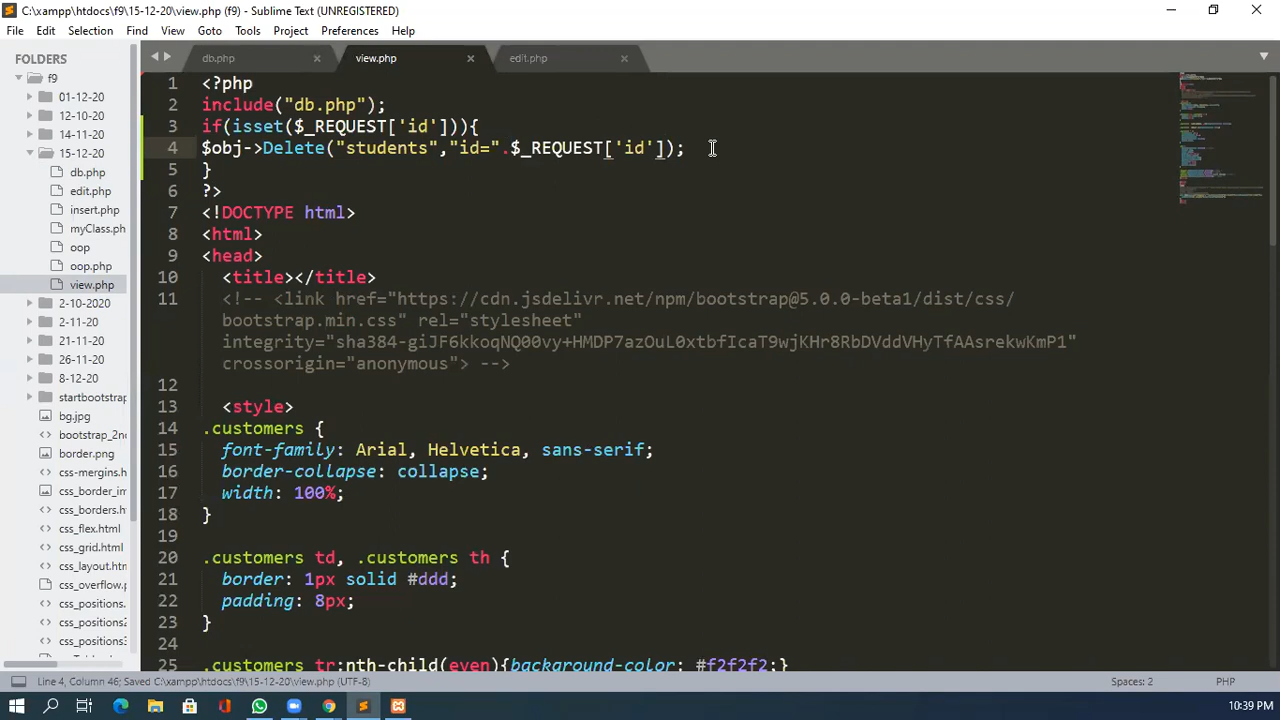 C:\xampp\htdocs\f9\15-12-20\view.php (f9) - Sublime Text (UNREGISTERED)
File Edit Selection Find View Goto Tools Project Preferences Help
FOLDERS
f9
01-12-20
12-10-20
14-11-20
15-12-20
db.php
edit.php
insert.php
myClass.ph
oop
oop.php
view.php
2-10-2020
2-11-20
21-11-20
26-11-20
8-12-20
startbootstrap
bg.jpg
bootstrap_2nd
border.png
css-margins.h
css_border_im
css_borders.h
css_flex.html
css_grid.html
css_layout.htm
css_overflow.p
css_positions.
css_positions2
css_positions3
db.php view.php edit.php
1 <?php
2 include("db.php");
3 if(isset($_REQUEST['id'])){
4 $obj->Delete("students","id=".$_REQUEST['id']);
5 }
6 ?>
7 <!DOCTYPE html>
8 <html>
9 <head>
10 <title></title>
11 <!-- <link href="https://cdn.jsdelivr.net/npm/bootstrap@5.0.0-beta1/dist/css/
bootstrap.min.css" rel="stylesheet"
integrity="sha384-giJF6kkoqNQ00vy+HMDP7azOuL0xtbfIcaT9wjKHr8RbDVddVHyTfAAsrekwKmP1"
crossorigin="anonymous"> -->
12
13 <style>
14 .customers {
15 font-family: Arial, Helvetica, sans-serif;
16 border-collapse: collapse;
17 width: 100%;
18 }
19
20 .customers td, .customers th {
21 border: 1px solid #ddd;
22 padding: 8px;
23 }
24
25 .customers tr:nth-child(even){background-color: #f2f2f2;}
Line 4, Column 46; Saved C:\xampp\htdocs\f9\15-12-20\view.php (UTF-8) Spaces: 2 PHP
10:39 PM